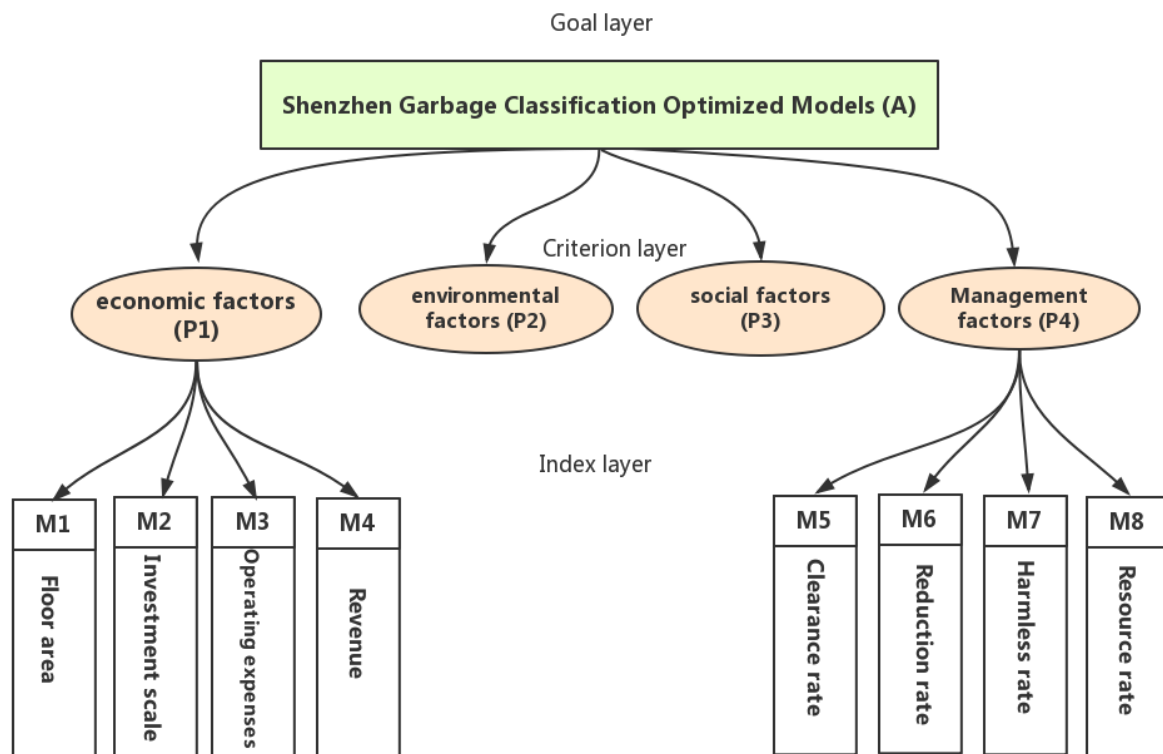 Goal layer
Shenzhen Garbage Classification Optimized Models (A)
Criterion layer
economic factors
(P1)
environmental
factors (P2)
social factors
(P3)
Management
factors (P4)
Index layer
M1
Floor area
M2
Investment scale
M3
Operating expenses
M4
Revenue
M5
Clearance rate
M6
Reduction rate
M7
Harmless rate
M8
Resource rate